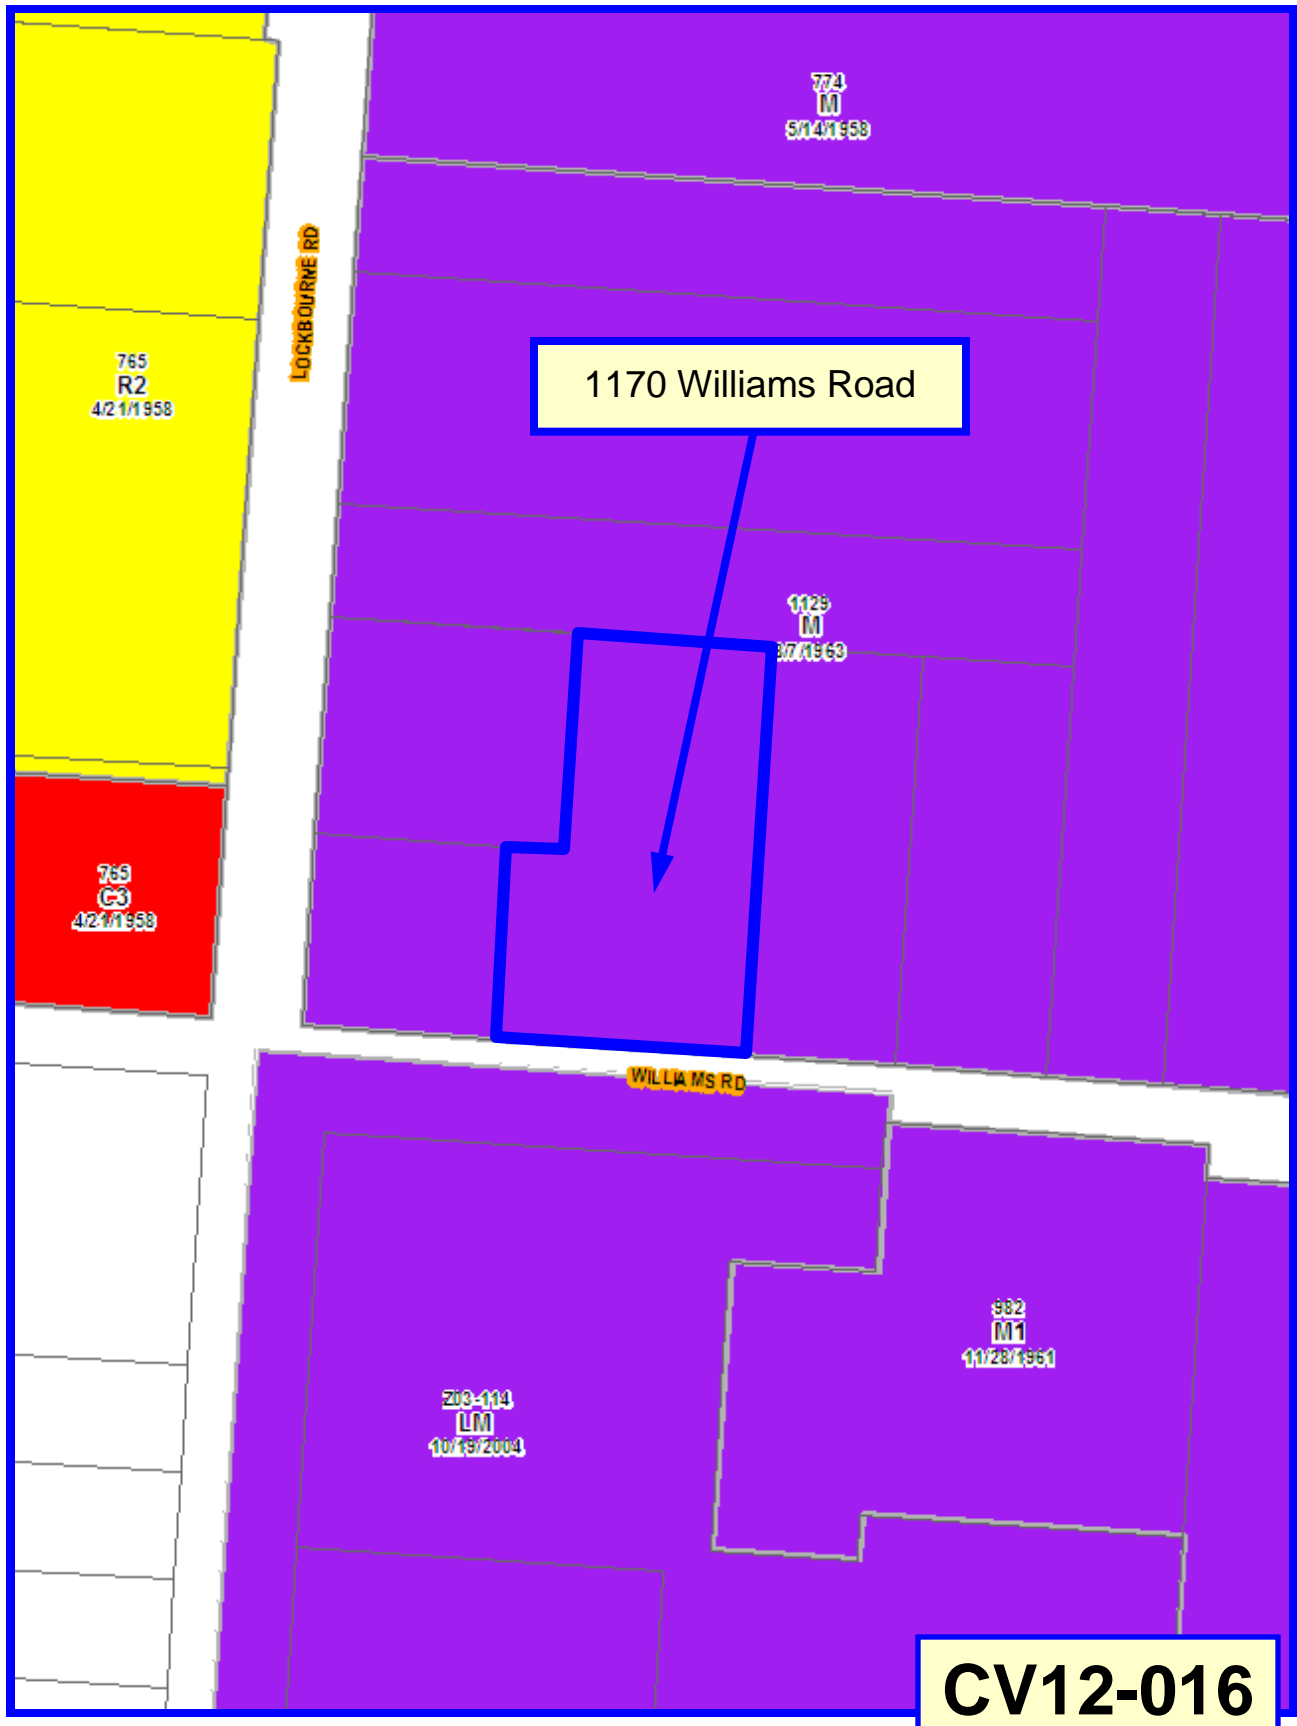 774
M
5/14/1958
LOCKBOURNE RD
765
R2
4/21/1958
1170 Williams Road
1129
M
8/7/1963
765
C3
4/21/1958
WILLIAMS RD
982
M1
11/28/1961
Z03-114
LM
10/19/2004
CV12-016